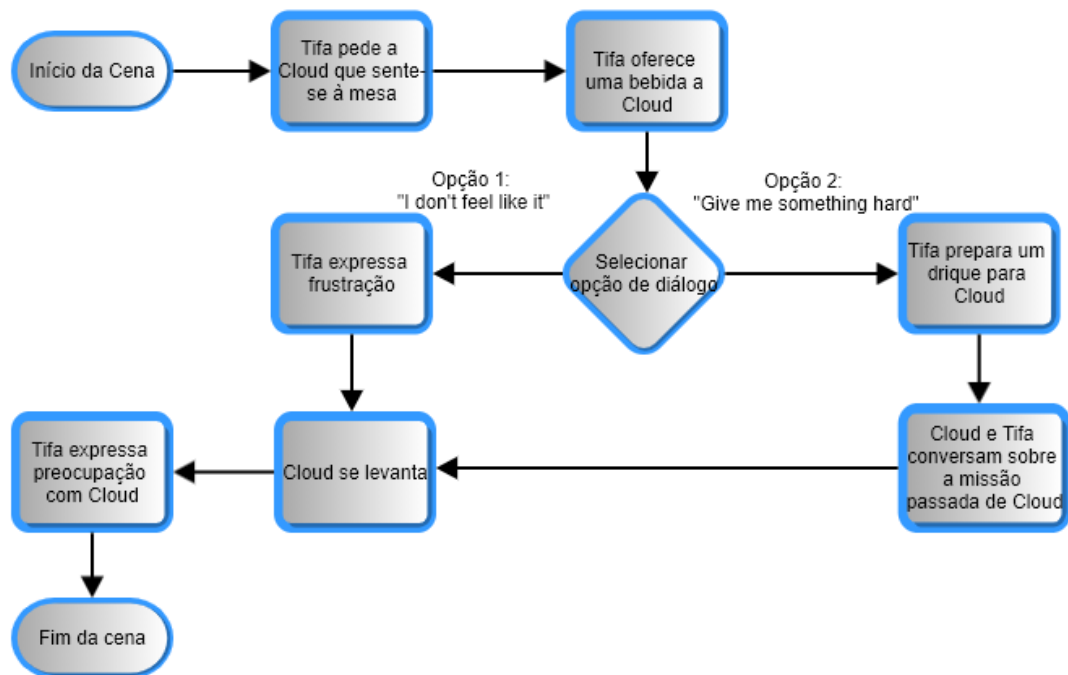 Início da Cena
Tifa pede a
Cloud que sente-
se à mesa
Tifa oferece
uma bebida a
Cloud
Opção 1:
"I don't feel like it"
Opção 2:
"Give me something hard"
Tifa expressa
frustração
Selecionar
opção de diálogo
Tifa prepara um
drique para
Cloud
Tifa expressa
preocupação
com Cloud
Cloud se levanta
Cloud e Tifa
conversam sobre
a missão
passada de Cloud
Fim da cena